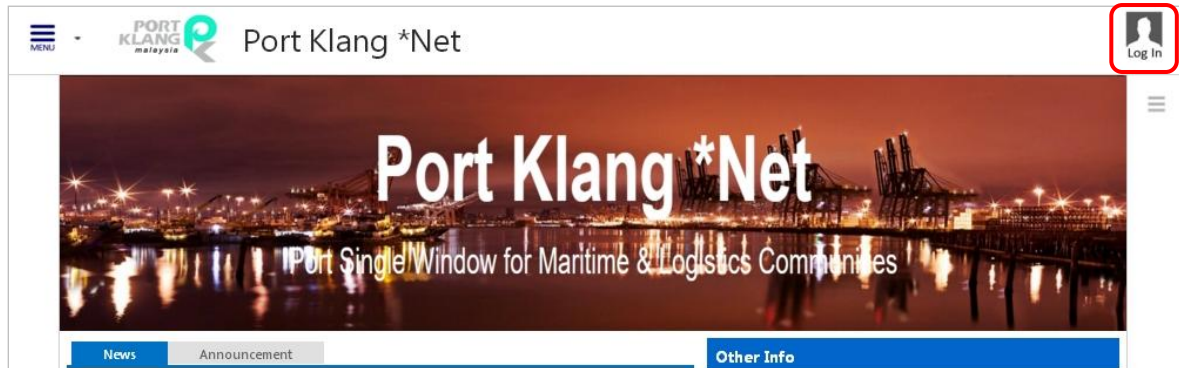 MENU
PORT
KLANG
malaysia
Port Klang *Net
Log In
Port Klang *Net
Port Single Window for Maritime & Logistics Communities
News
Announcement
Other Info